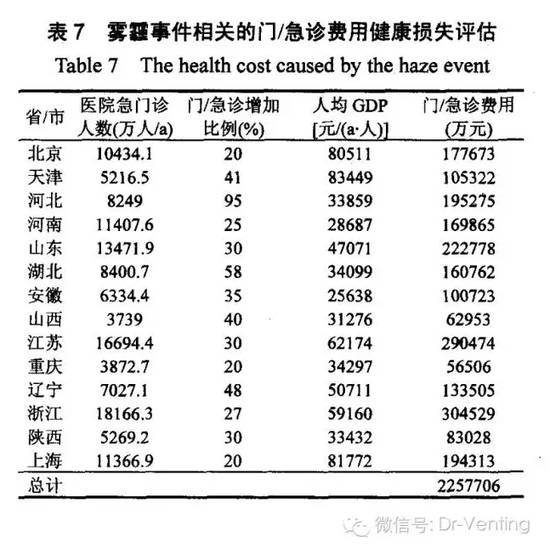 表 7 雾霾事件相关的门/急诊费用健康损失评估
Table 7 The health cost caused by the haze event
省/市 医院急门诊人数(万人/a) 门/急诊增加比例(%) 人均 GDP [元/(a·人)] 门/急诊费用(万元)
北京 10434.1 20 80511 177673
天津 5216.5 41 83449 105322
河北 8249 95 33859 195275
河南 11407.6 25 28687 169865
山东 13471.9 30 47071 222778
湖北 8400.7 58 34099 160762
安徽 6334.4 35 25638 100723
山西 3739 40 31276 62953
江苏 16694.4 30 62174 290474
重庆 3872.7 20 34297 56506
辽宁 7027.1 48 50711 133505
浙江 18166.3 27 59160 304529
陕西 5269.2 30 33432 83028
上海 11366.9 20 81772 194313
总计 2257706
微信号: Dr-Venting